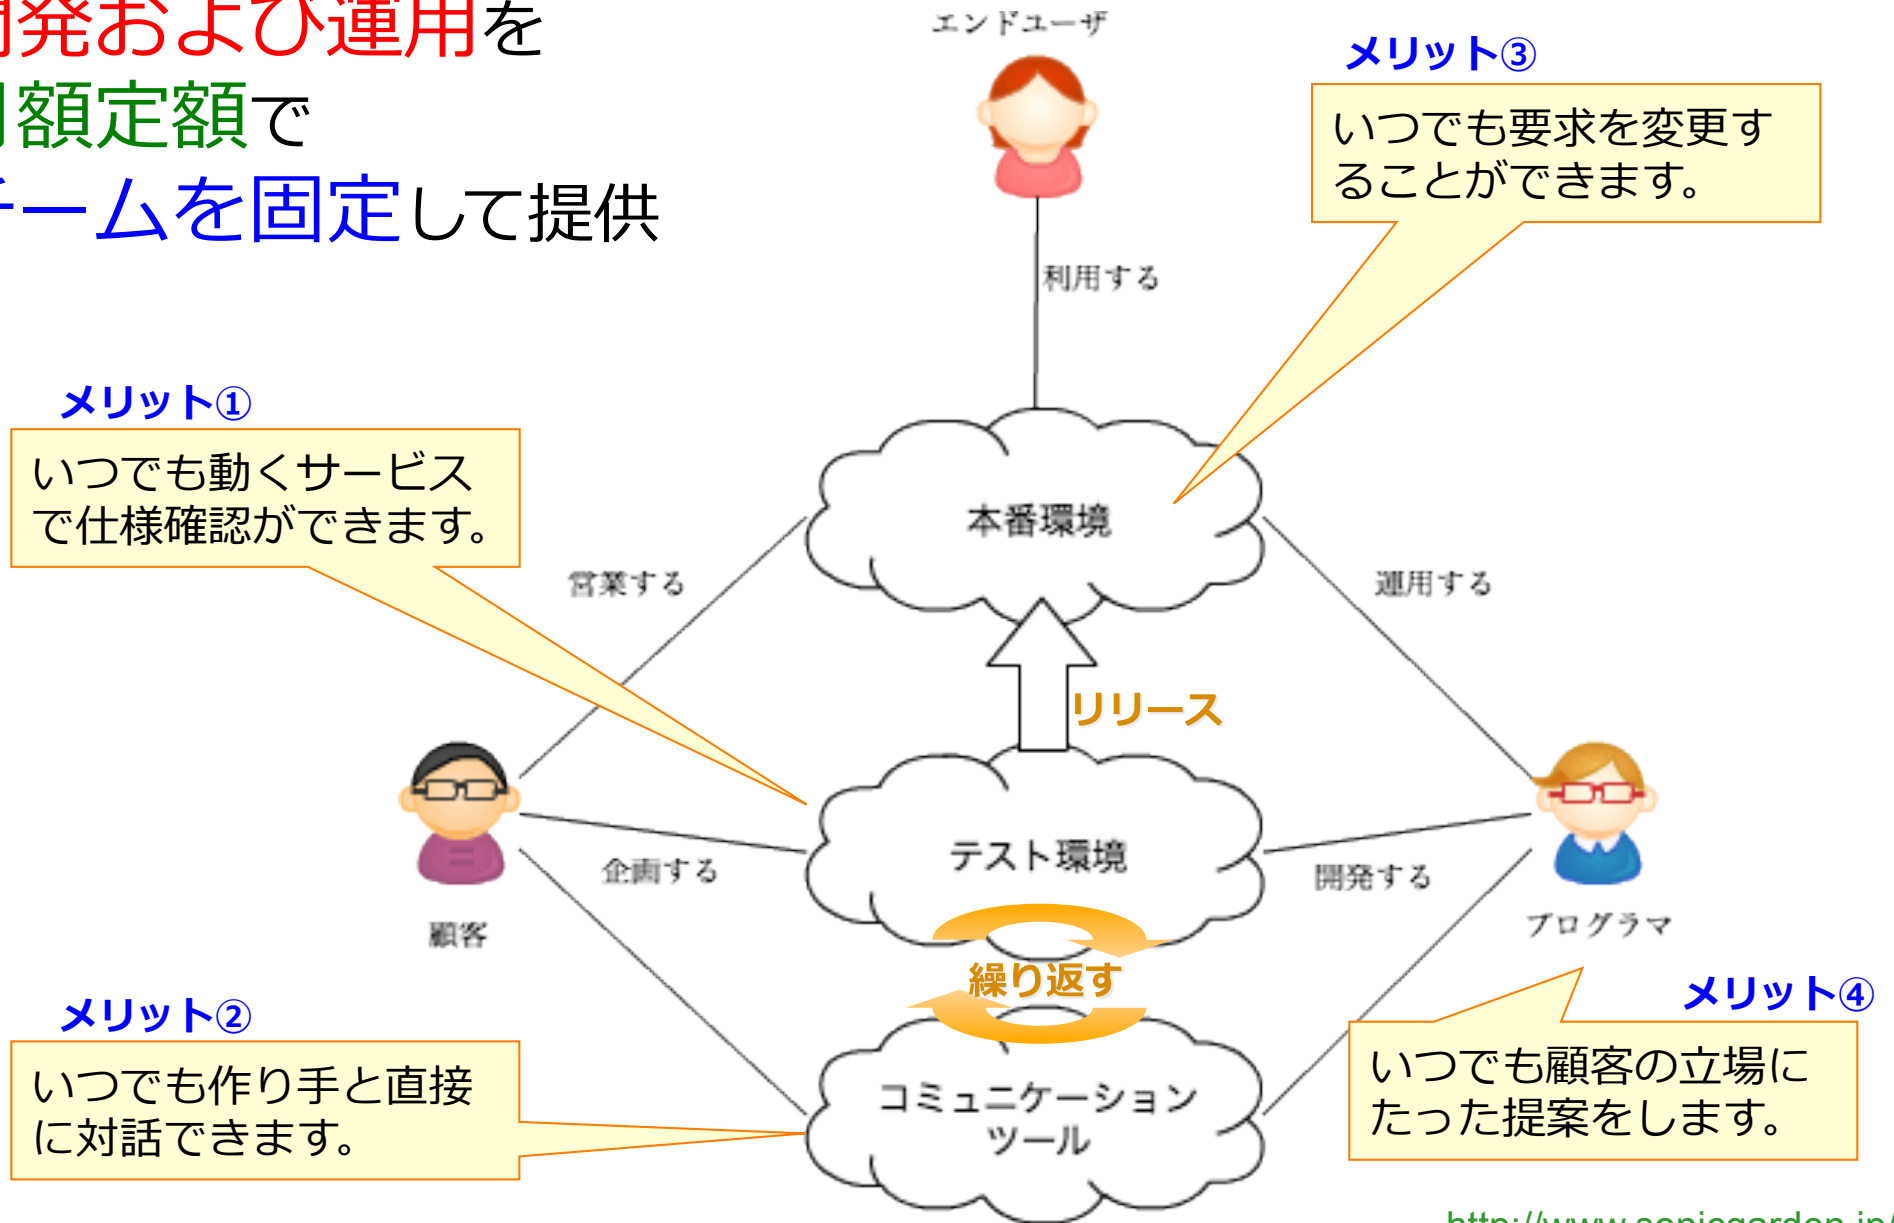 開発および運用を
月額定額で
チームを固定して提供
エンドユーザ
メリット③
いつでも要求を変更す
ることができます。
利用する
メリット①
いつでも動くサービス
で仕様確認ができます。
本番環境
営業する
運用する
リリース
テスト環境
企画する
開発する
顧客
プログラマ
繰り返す
メリット②
いつでも作り手と直接
に対話できます。
コミュニケーション
ツール
メリット④
いつでも顧客の立場に
たった提案をします。
http://www.sonicgarden.jp/